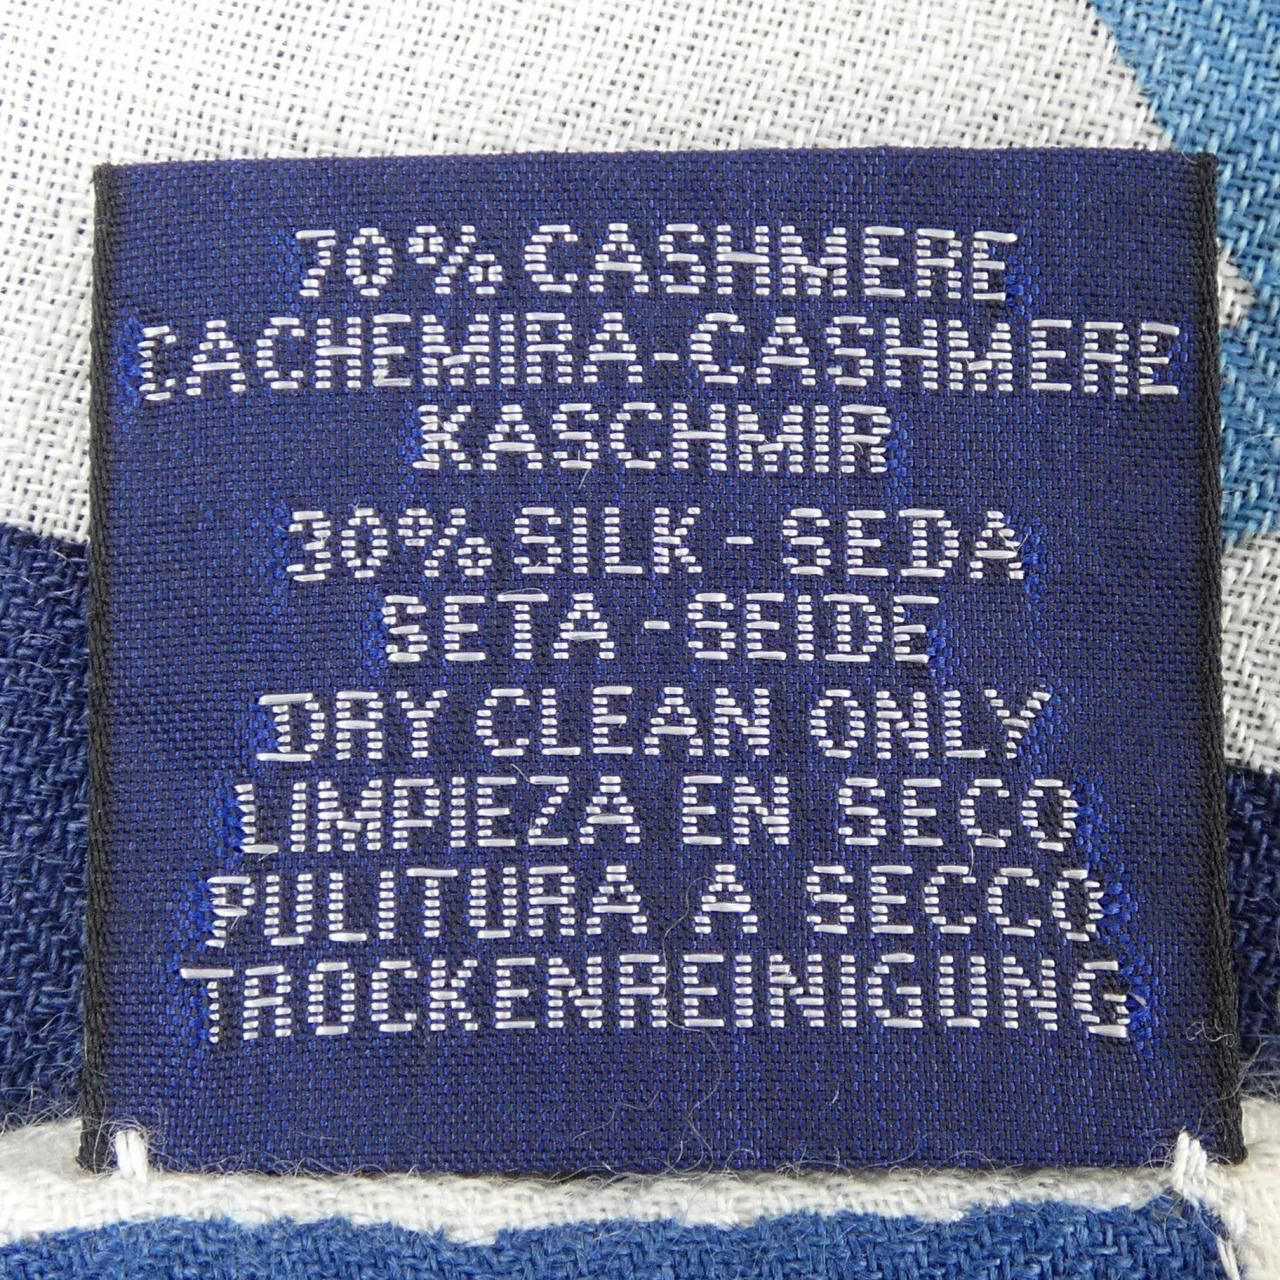 70% CASHMERE
CACHEMIRA-CASHMERE
KASCHMIR
30% SILK - SEDA
SETA - SEIDE
DRY CLEAN ONLY
LIMPIEZA EN SECO
PULITURA A SECCO
TROCKENREINIGUNG